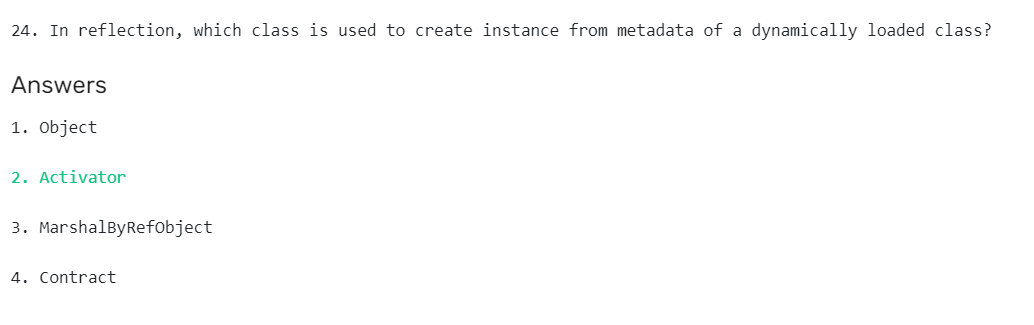 24. In reflection, which class is used to create instance from metadata of a dynamically loaded class?
Answers
1. Object
2. Activator
3. MarshalByRefObject
4. Contract